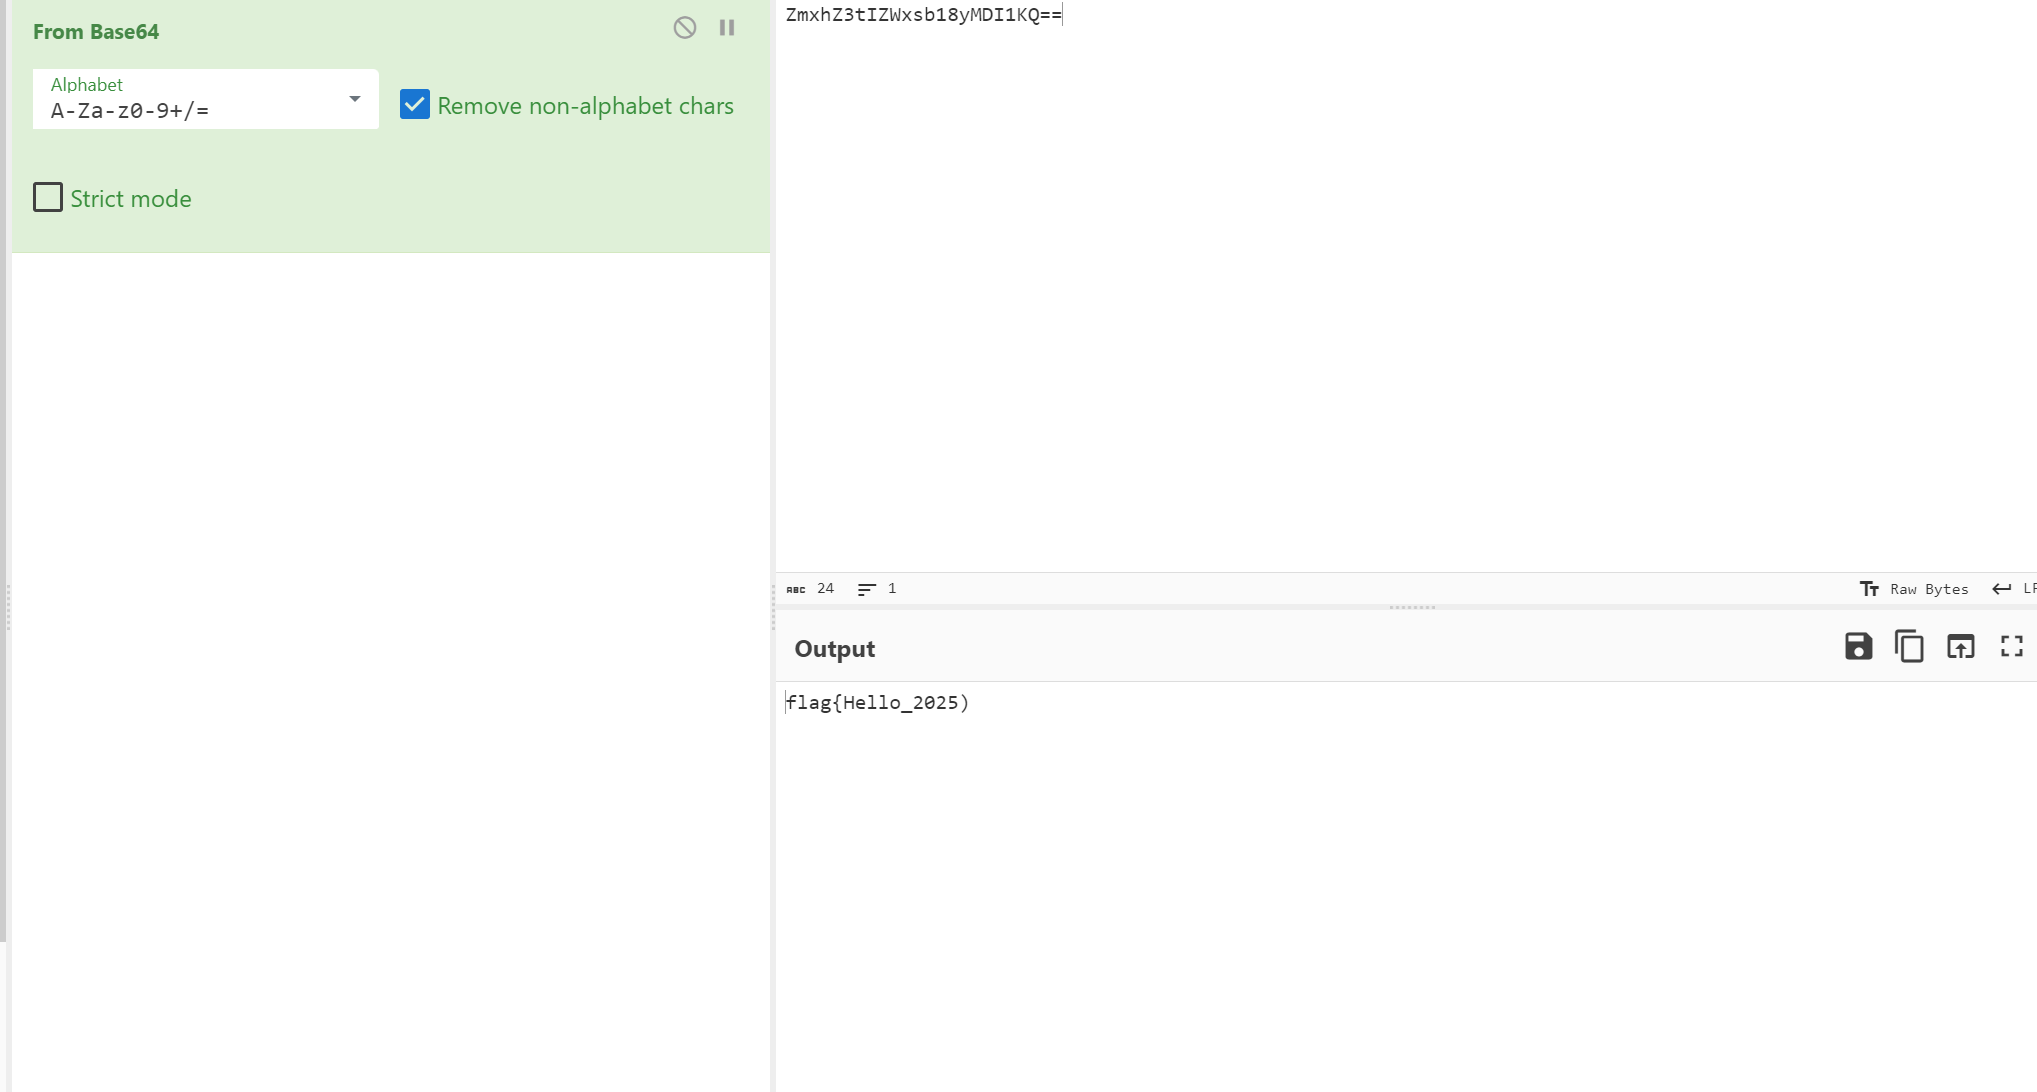 From Base64
Alphabet
A-Za-z0-9+/=
Remove non-alphabet chars
Strict mode
ZmxhZ3tIZWxsb18yMDI1KQ==
ABC 24 1
Tт Raw Bytes LF
Output
flag{Hello_2025)